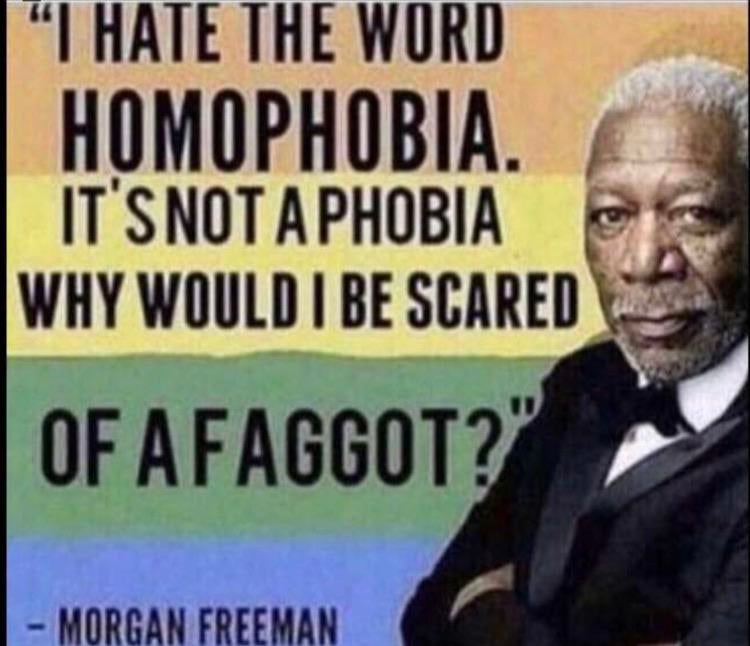 "I HATE THE WORD
HOMOPHOBIA.
IT'S NOT A PHOBIA
WHY WOULD I BE SCARED
OF A FAGGOT?"
- MORGAN FREEMAN